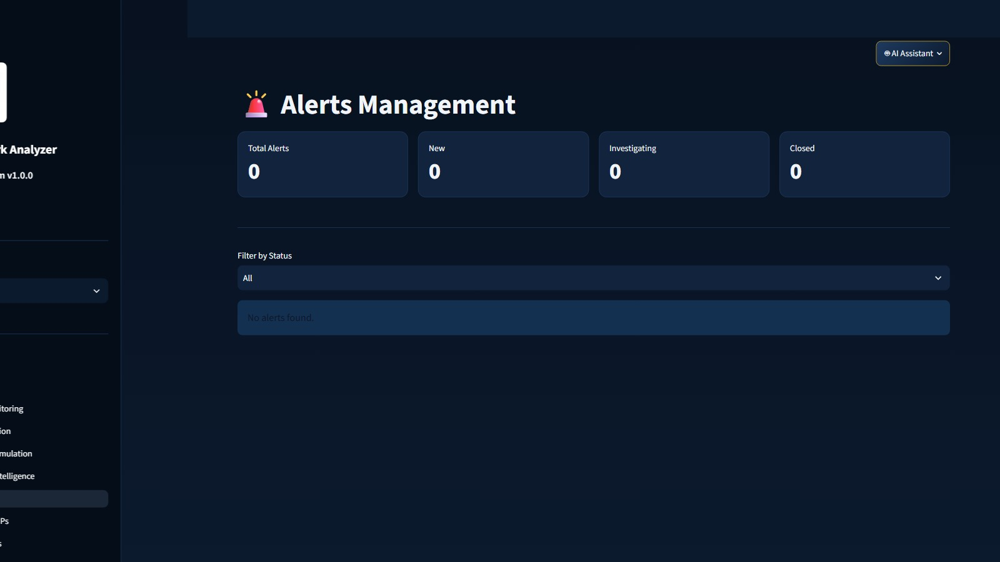 AI Assistant
Alerts Management
Total Alerts
0
New
0
Investigating
0
Closed
0
Filter by Status
All
No alerts found.
k Analyzer
v1.0.0
itoring
ion
mulation
telligence
Ps
s